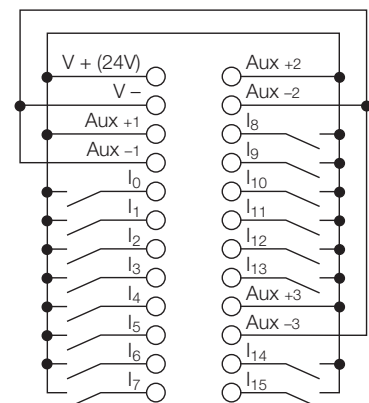 V + (24V)
V –
Aux +1
Aux –1
I0
I1
I2
I3
I4
I5
I6
I7
Aux +2
Aux –2
I8
I9
I10
I11
I12
I13
Aux +3
Aux –3
I14
I15